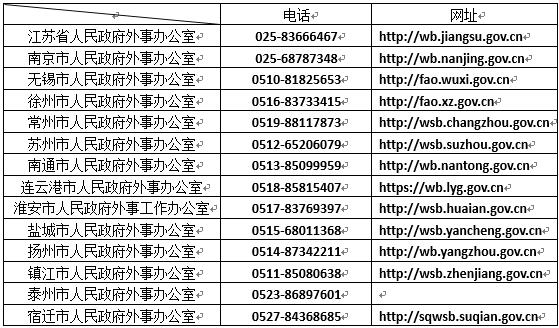 电话 网址
江苏省人民政府外事办公室 025-83666467 http://wb.jiangsu.gov.cn
南京市人民政府外事办公室 025-68787348 http://wb.nanjing.gov.cn
无锡市人民政府外事办公室 0510-81825653 http://fao.wuxi.gov.cn
徐州市人民政府外事办公室 0516-83733415 http://fao.xz.gov.cn
常州市人民政府外事办公室 0519-88117873 http://wsb.changzhou.gov.cn
苏州市人民政府外事办公室 0512-65206079 http://wsb.suzhou.gov.cn
南通市人民政府外事办公室 0513-85099959 http://wb.nantong.gov.cn
连云港市人民政府外事办公室 0518-85815407 https://wb.lyg.gov.cn
淮安市人民政府外事工作办公室 0517-83769397 http://wsb.huaian.gov.cn
盐城市人民政府外事办公室 0515-68011368 http://wsb.yancheng.gov.cn
扬州市人民政府外事办公室 0514-87342211 http://wb.yangzhou.gov.cn
镇江市人民政府外事办公室 0511-85080638 http://wsb.zhenjiang.gov.cn
泰州市人民政府外事办公室 0523-86897601
宿迁市人民政府外事办公室 0527-84368685 http://sqwsb.suqian.gov.cn